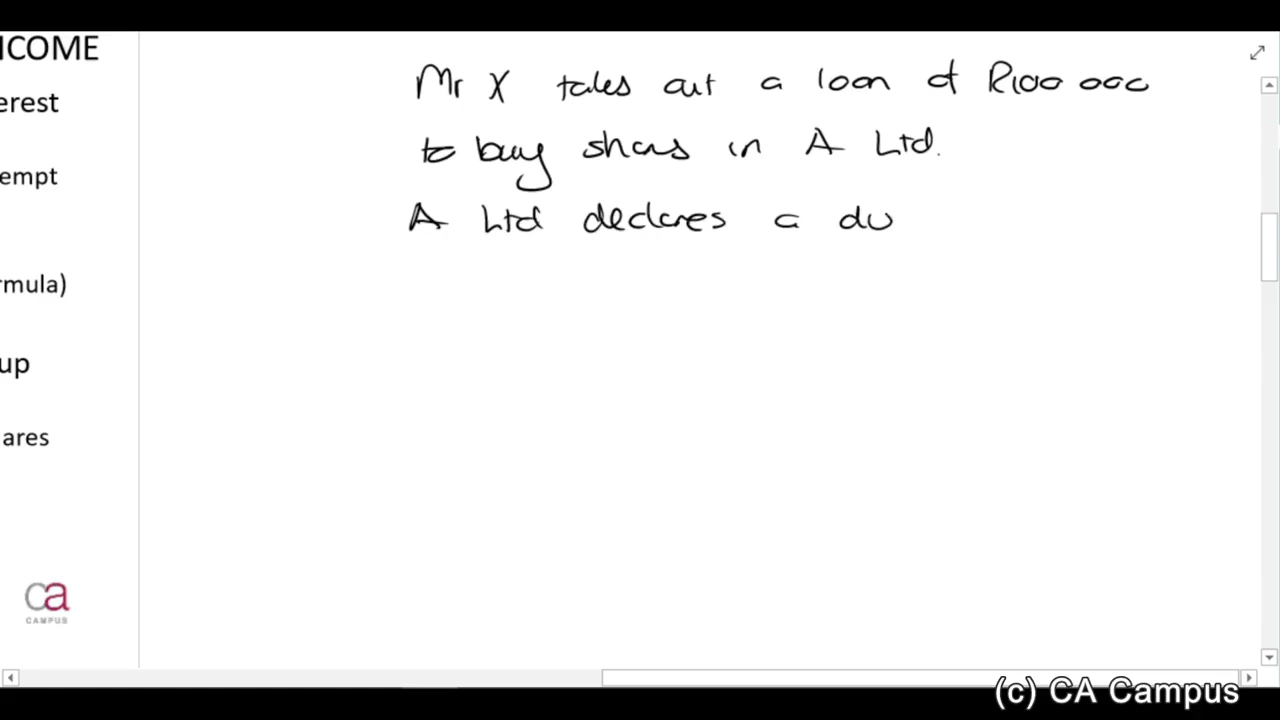 ICOME
erest
empt
rmula)
up
ares
Mr X takes out a loan of R100 000
to buy shares in A Ltd.
A Ltd declares a div
ca
CAMPUS
(c) CA Campus